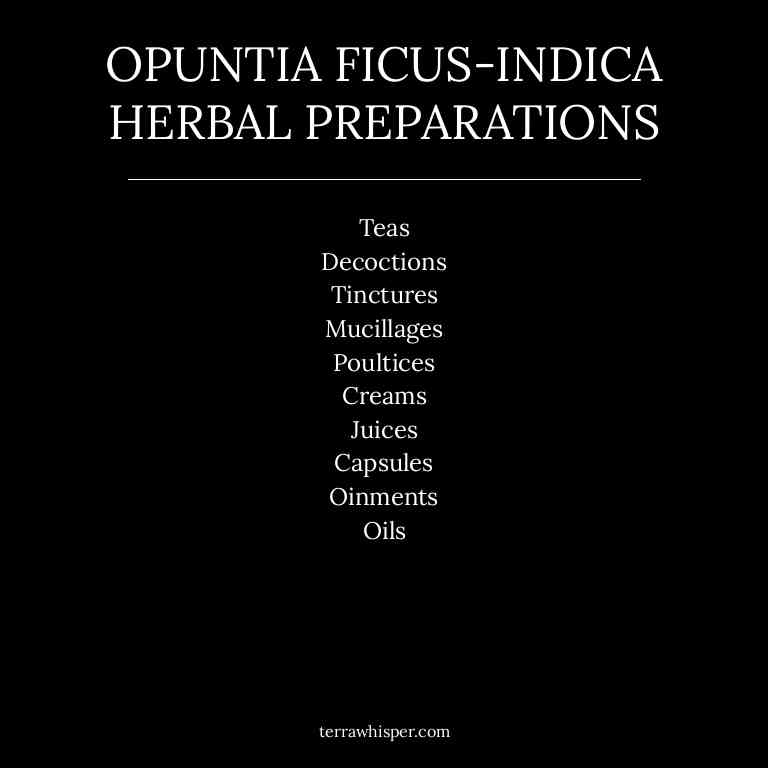 OPUNTIA FICUS-INDICA
HERBAL PREPARATIONS
Teas
Decoctions
Tinctures
Mucillages
Poultices
Creams
Juices
Capsules
Oinments
Oils
terrawhisper.com